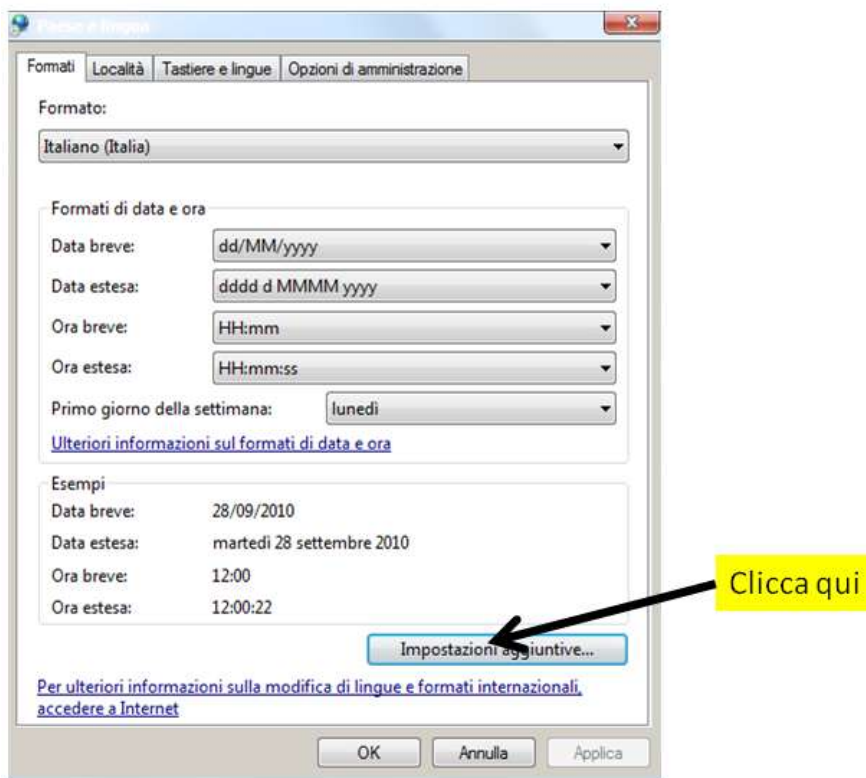 Paese e lingua
Formati
Località
Tastiere e lingue
Opzioni di amministrazione
Formato:
Italiano (Italia)
Formati di data e ora
Data breve:
dd/MM/yyyy
Data estesa:
dddd d MMMM yyyy
Ora breve:
HH:mm
Ora estesa:
HH:mm:ss
Primo giorno della settimana:
lunedì
Ulteriori informazioni sul formati di data e ora
Esempi
Data breve:
28/09/2010
Data estesa:
martedì 28 settembre 2010
Ora breve:
12:00
Ora estesa:
12:00:22
Clicca qui
Impostazioni aggiuntive...
Per ulteriori informazioni sulla modifica di lingue e formati internazionali,
accedere a Internet
OK
Annulla
Applica